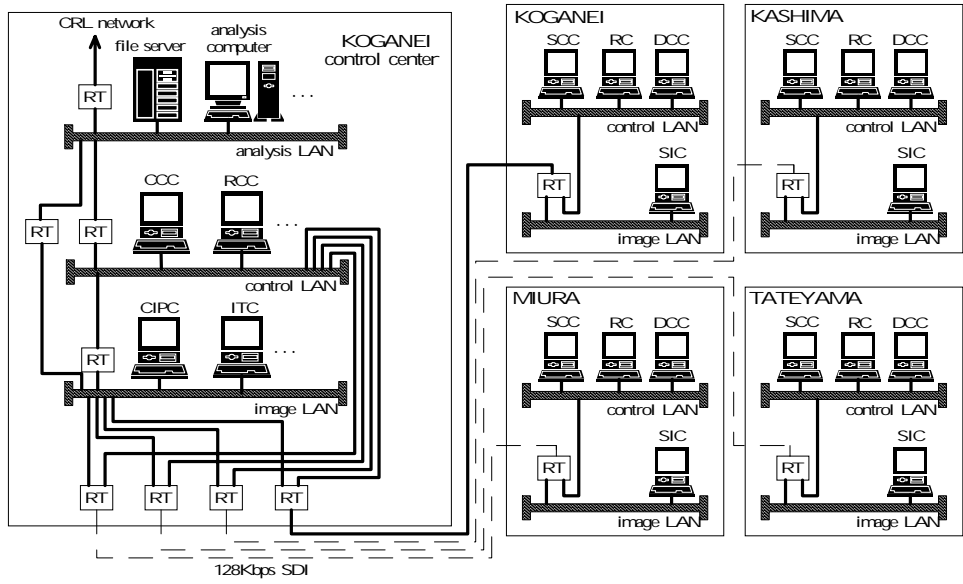 CRL network
file server
analysis
computer
KOGANEI
control center
RT
...
analysis LAN
CCC
RCC
...
RT
RT
control LAN
CIPC
ITC
...
RT
image LAN
RT
RT
RT
RT
128Kbps SDI
KOGANEI
SCC
RC
DCC
control LAN
SIC
RT
image LAN
KASHIMA
SCC
RC
DCC
control LAN
SIC
RT
image LAN
MIURA
SCC
RC
DCC
control LAN
SIC
RT
image LAN
TATEYAMA
SCC
RC
DCC
control LAN
SIC
RT
image LAN